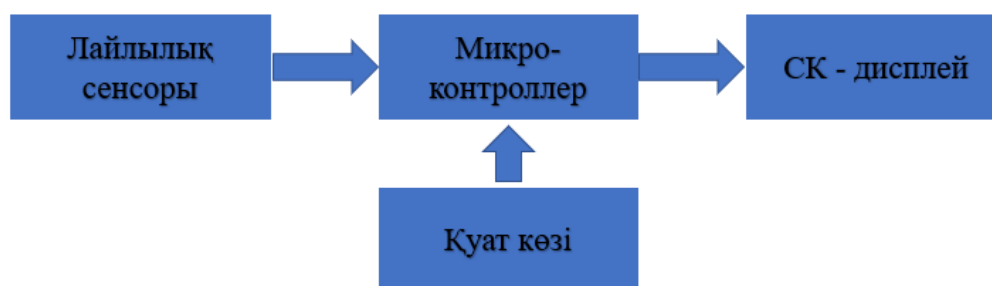 Лайлылық
сенсоры
Микро-
контроллер
СК - дисплей
Қуат көзі